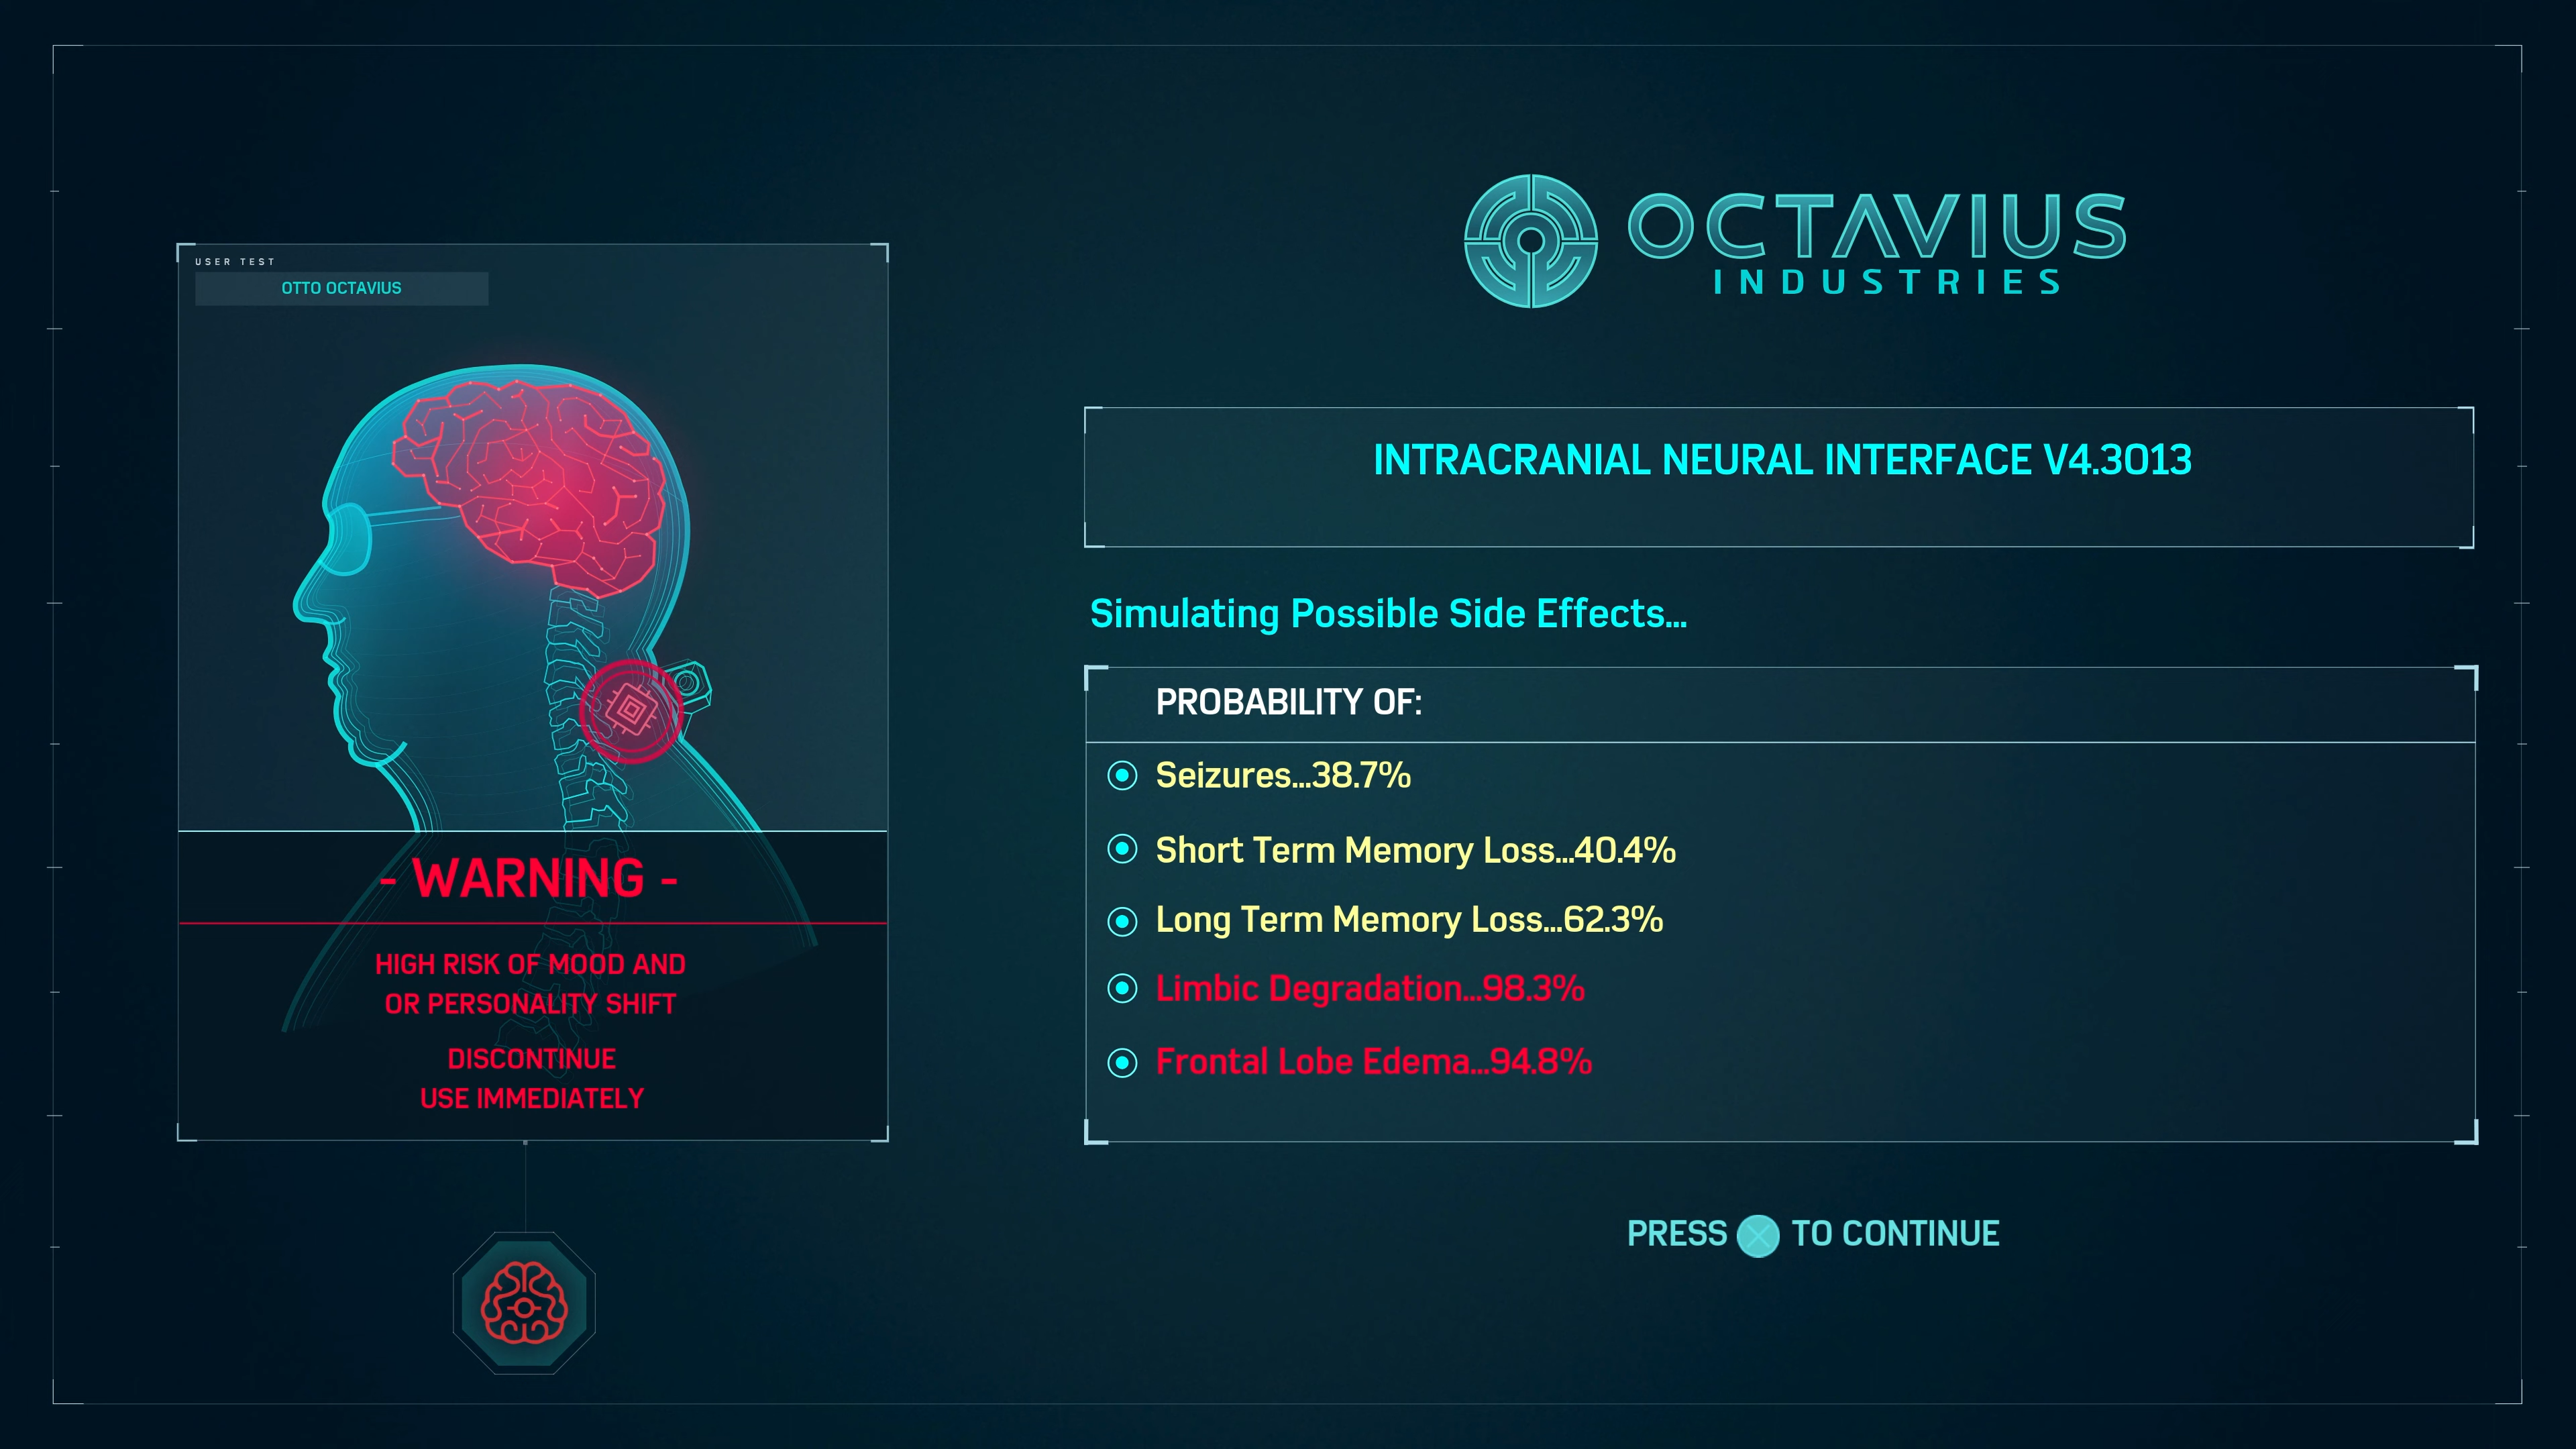 USER TEST
OTTO OCTAVIUS
- WARNING -
HIGH RISK OF MOOD AND
OR PERSONALITY SHIFT
DISCONTINUE
USE IMMEDIATELY
OCTAVIUS
INDUSTRIES
INTRACRANIAL NEURAL INTERFACE V4.3013
Simulating Possible Side Effects...
PROBABILITY OF:
Seizures...38.7%
Short Term Memory Loss...40.4%
Long Term Memory Loss...62.3%
Limbic Degradation...98.3%
Frontal Lobe Edema...94.8%
PRESS TO CONTINUE